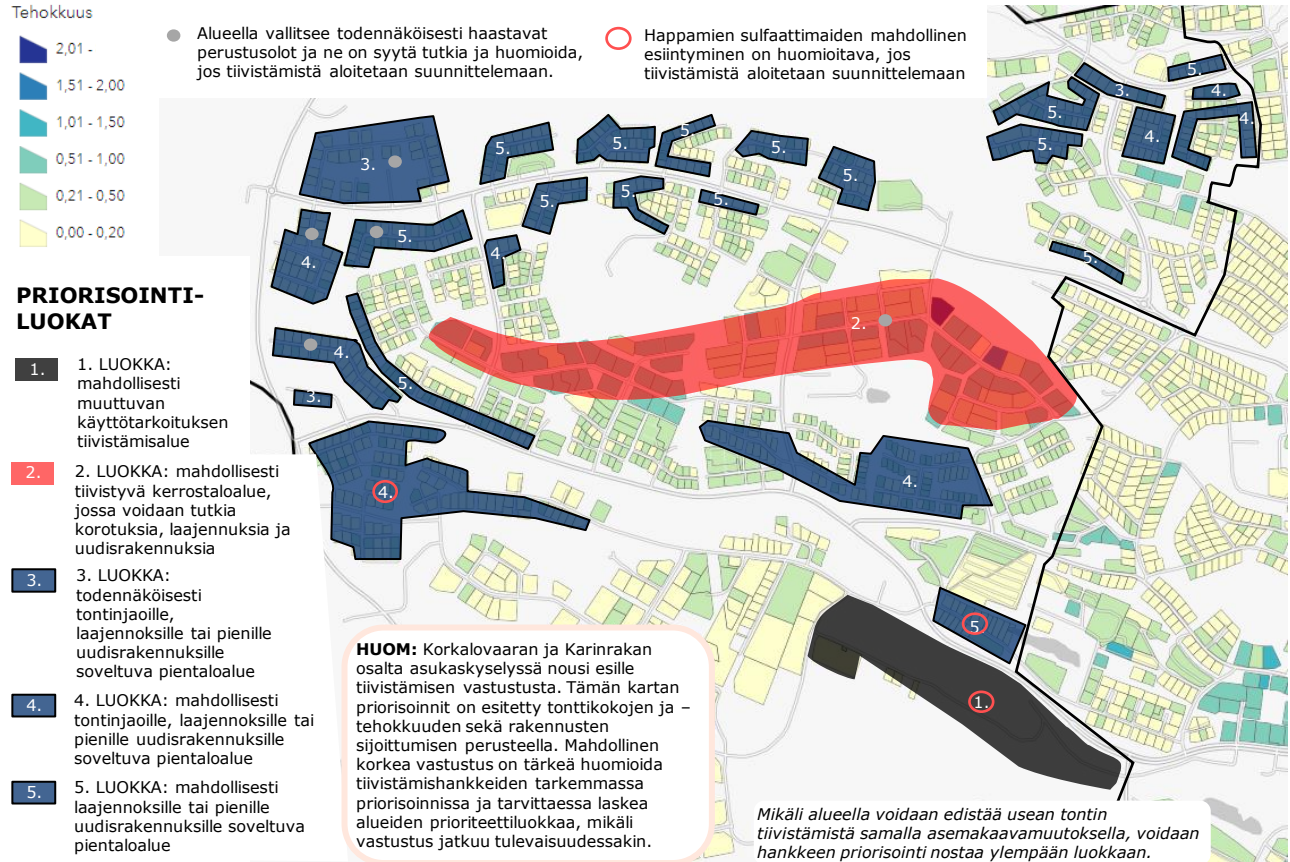 Tehokkuus
2,01 -
1,51 - 2,00
1,01 - 1,50
0,51 - 1,00
0,21 - 0,50
0,00 - 0,20
Alueella vallitsee todennäköisesti haastavat
perustusolot ja ne on syytä tutkia ja huomioida,
jos tiivistämistä aloitetaan suunnittelemaan.
Happamien sulfaattimaiden mahdollinen
esiintyminen on huomioitava, jos
tiivistämistä aloitetaan suunnittelemaan
PRIORISOINTI-
LUOKAT
1.
1. LUOKKA:
mahdollisesti
muuttuvan
käyttötarkoituksen
tiivistämisalue
2.
2. LUOKKA: mahdollisesti
tiivistyvä kerrostaloalue,
jossa voidaan tutkia
korotuksia, laajennuksia ja
uudisrakennuksia
3.
3. LUOKKA:
todennäköisesti
tontinjaoille,
laajennoksille tai pienille
uudisrakennuksille
soveltuva pientaloalue
4.
4. LUOKKA: mahdollisesti
tontinjaoille, laajennoksille tai
pienille uudisrakennuksille
soveltuva pientaloalue
5.
5. LUOKKA: mahdollisesti
laajennoksille tai pienille
uudisrakennuksille soveltuva
pientaloalue
5.
3.
4.
5.
4.
4.
5.
5.
5.
5.
5.
3.
5.
5.
5.
5.
5.
5.
4.
4.
5.
2.
4.
5.
3.
4.
4.
5.
1.
HUOM: Korkalovaaran ja Karinrakan
osalta asukaskyselyssä nousi esille
tiivistämisen vastustusta. Tämän kartan
priorisoinnit on esitetty tonttikokojen ja –
tehokkuuden sekä rakennusten
sijoittumisen perusteella. Mahdollinen
korkea vastustus on tärkeä huomioida
tiivistämishankkeiden tarkemmassa
priorisoinnissa ja tarvittaessa laskea
alueiden prioriteettiluokkaa, mikäli
vastustus jatkuu tulevaisuudessakin.
Mikäli alueella voidaan edistää usean tontin
tiivistämistä samalla asemakaavamuutoksella, voidaan
hankkeen priorisointi nostaa ylempään luokkaan.